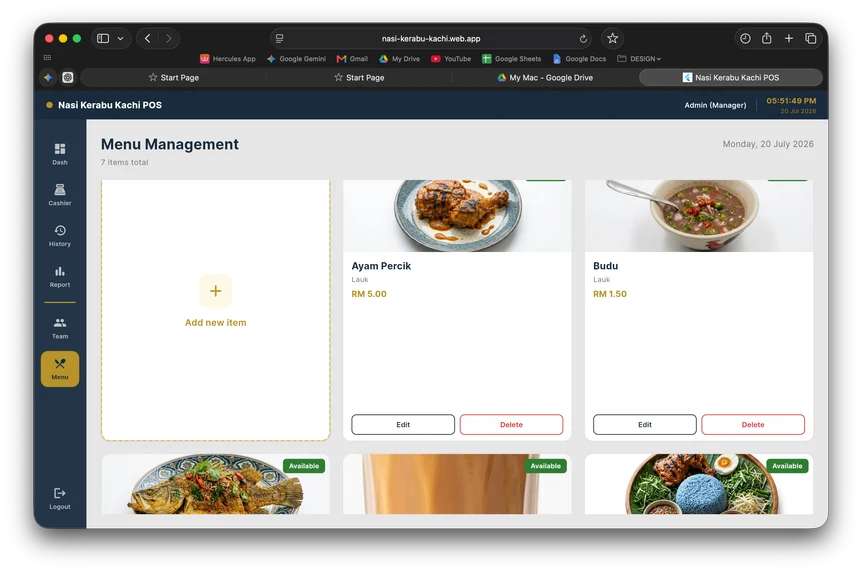 nasi-kerabu-kachi.web.app
Hercules App
Google Gemini
Gmail
My Drive
YouTube
Google Sheets
Google Docs
DESIGN
Start Page
Start Page
My Mac - Google Drive
Nasi Kerabu Kachi POS
Nasi Kerabu Kachi POS
Admin (Manager)
05:51:49 PM
20 Jul 2026
Dash
Cashier
History
Report
Team
Menu
Logout
Menu Management
7 items total
Monday, 20 July 2026
+
Add new item
Ayam Percik
Lauk
RM 5.00
Edit
Delete
Budu
Lauk
RM 1.50
Edit
Delete
Available
Available
Available